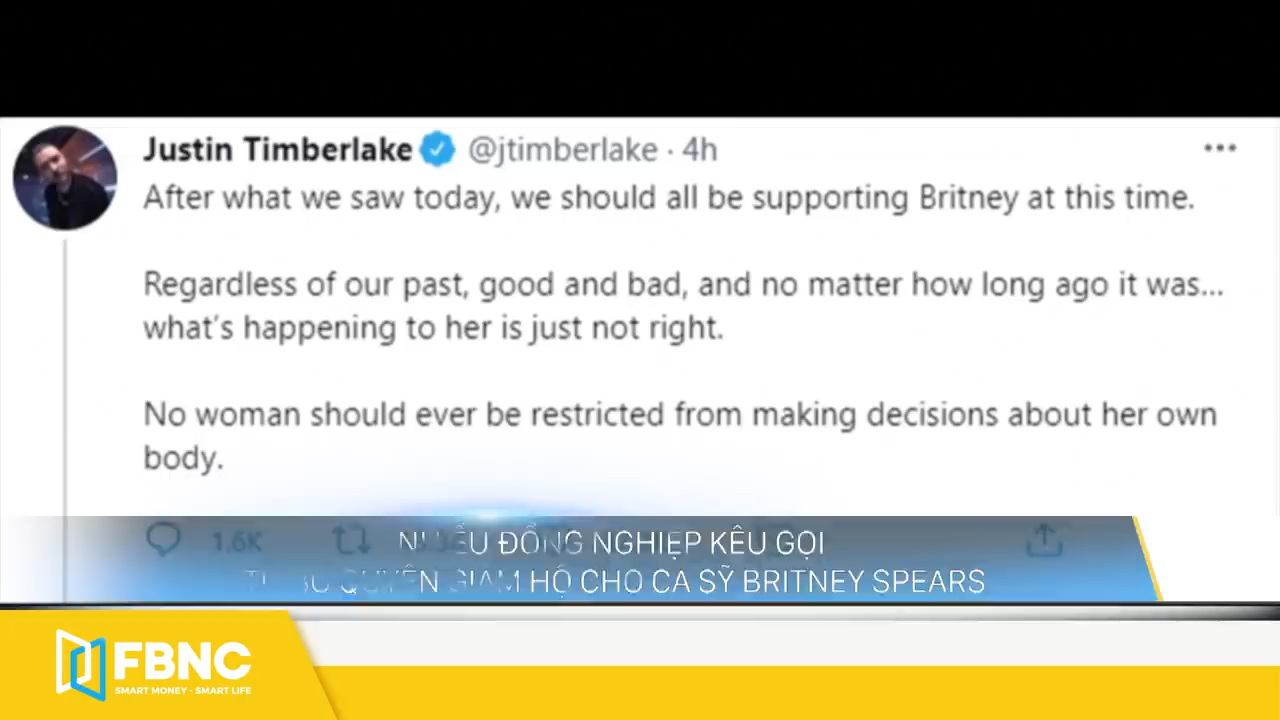 Justin Timberlake @jtimberlake · 4h
After what we saw today, we should all be supporting Britney at this time.
Regardless of our past, good and bad, and no matter how long ago it was...
what's happening to her is just not right.
No woman should ever be restricted from making decisions about her own
body.
1.6K
ĐỒNG NGHIỆP KÊU GỌI
HỘ CHO CA SỸ BRITNEY SPEARS
FBNC
SMART MONEY - SMART LIFE